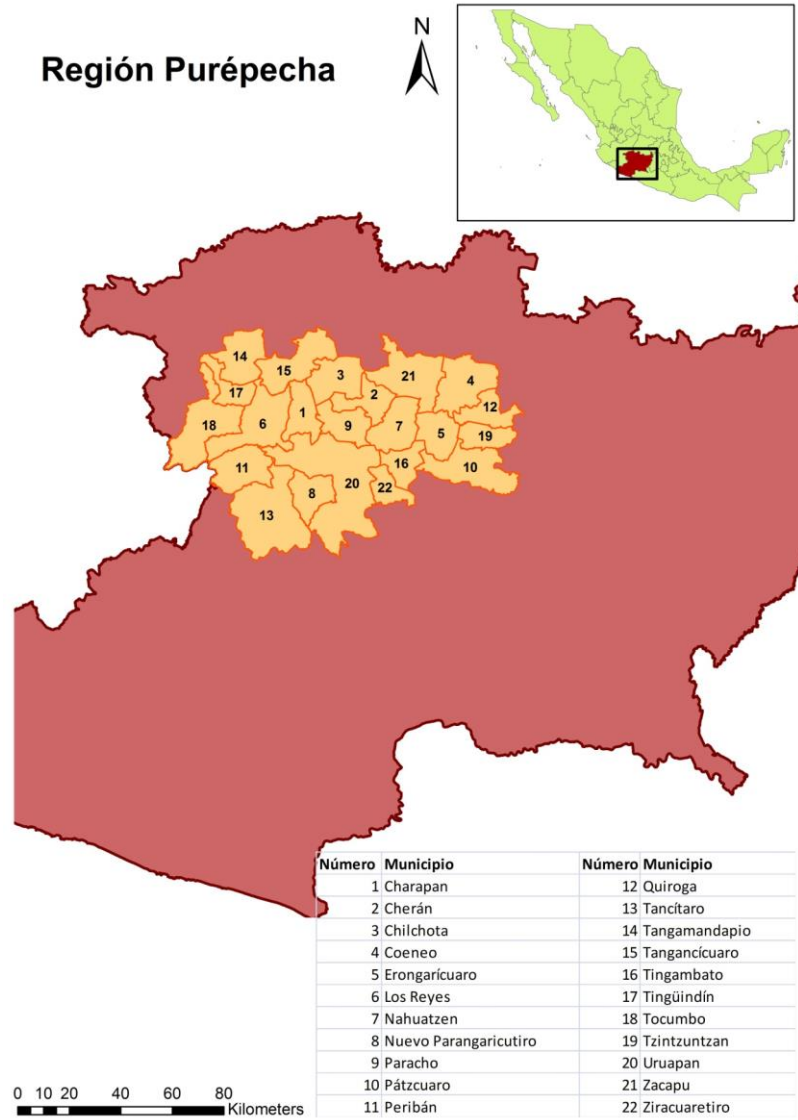 Región Purépecha
N
14
15
3
21
4
2
12
17
1
18
6
9
7
5
19
16
10
11
20
22
8
13
Número Municipio Número Municipio
1 Charapan 12 Quiroga
2 Cherán 13 Tancítaro
3 Chilchota 14 Tangamandapio
4 Coeneo 15 Tangancícuaro
5 Erongarícuaro 16 Tingambato
6 Los Reyes 17 Tingüindín
7 Nahuatzen 18 Tocumbo
8 Nuevo Parangaricutiro 19 Tzintzuntzan
9 Paracho 20 Uruapan
10 Pátzcuaro 21 Zacapu
11 Peribán 22 Ziracuaretiro
0 10 20 40 60 80 Kilometers